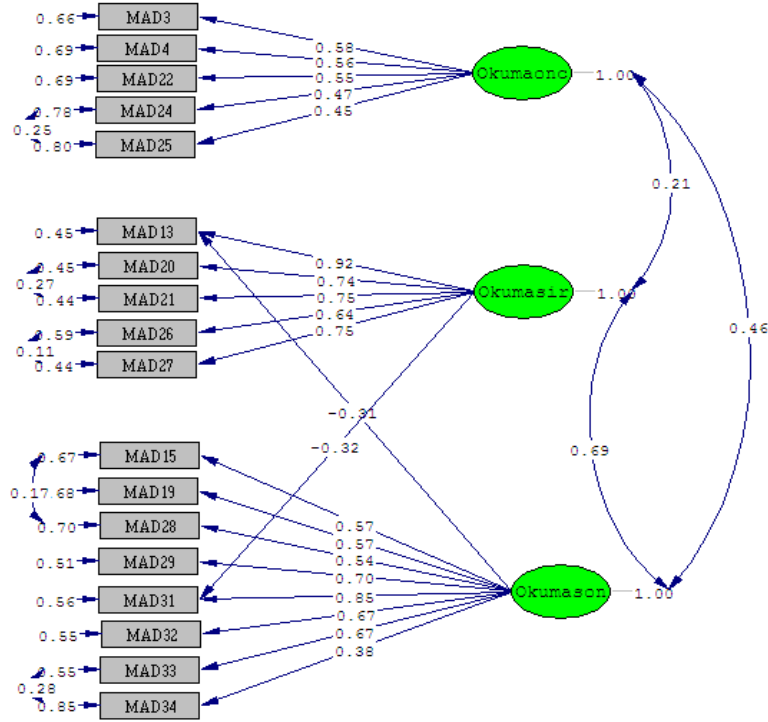 0.66 MAD3 0.58
0.69 MAD4 0.56 Okumaonc 1.00
0.69 MAD22 0.55
0.78 MAD24 0.47
0.25
0.80 MAD25 0.45
0.21
0.45 MAD13 0.92
0.45 MAD20 0.74
0.27
0.44 MAD21 0.75 Okumasir 1.00
0.59 MAD26 0.64
0.11
0.44 MAD27 0.75
0.46
-0.31
-0.32
0.69
0.67 MAD15 0.57
0.17.68 MAD19 0.57
0.70 MAD28 0.54
0.51 MAD29 0.70
0.56 MAD31 0.85 Okumason 1.00
0.55 MAD32 0.67
0.55 MAD33 0.67
0.28
0.85 MAD34 0.38